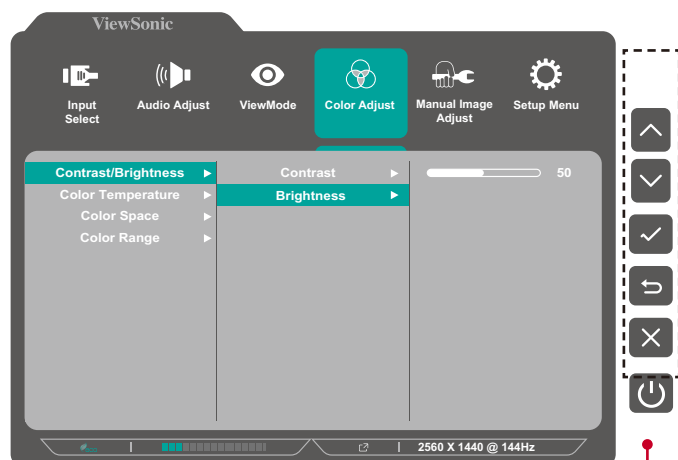 ViewSonic
Input Select
Audio Adjust
ViewMode
Color Adjust
Manual Image Adjust
Setup Menu
Contrast/Brightness
Color Temperature
Color Space
Color Range
Contrast
Brightness
50
2560 X 1440 @ 144Hz